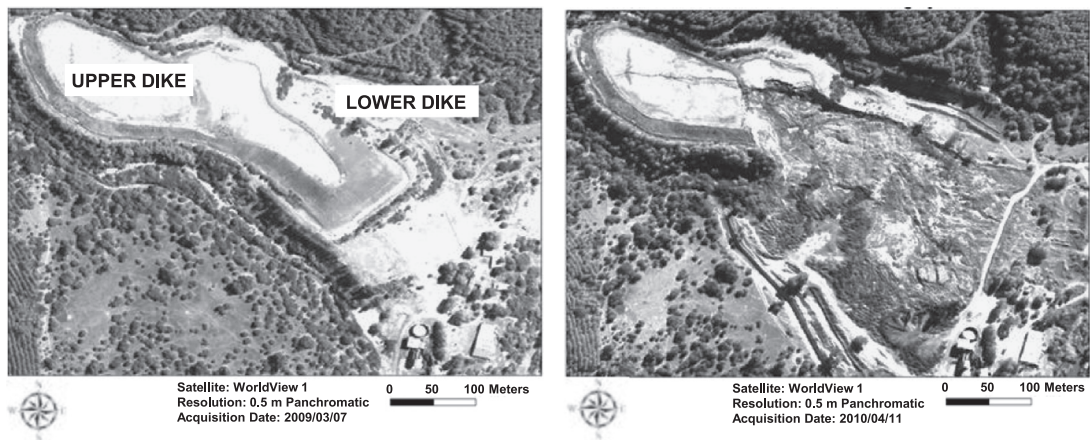 UPPER DIKE
LOWER DIKE
W E
Satellite: WorldView 1
Resolution: 0.5 m Panchromatic
Acquisition Date: 2009/03/07
0 50 100 Meters
W E
Satellite: WorldView 1
Resolution: 0.5 m Panchromatic
Acquisition Date: 2010/04/11
0 50 100 Meters